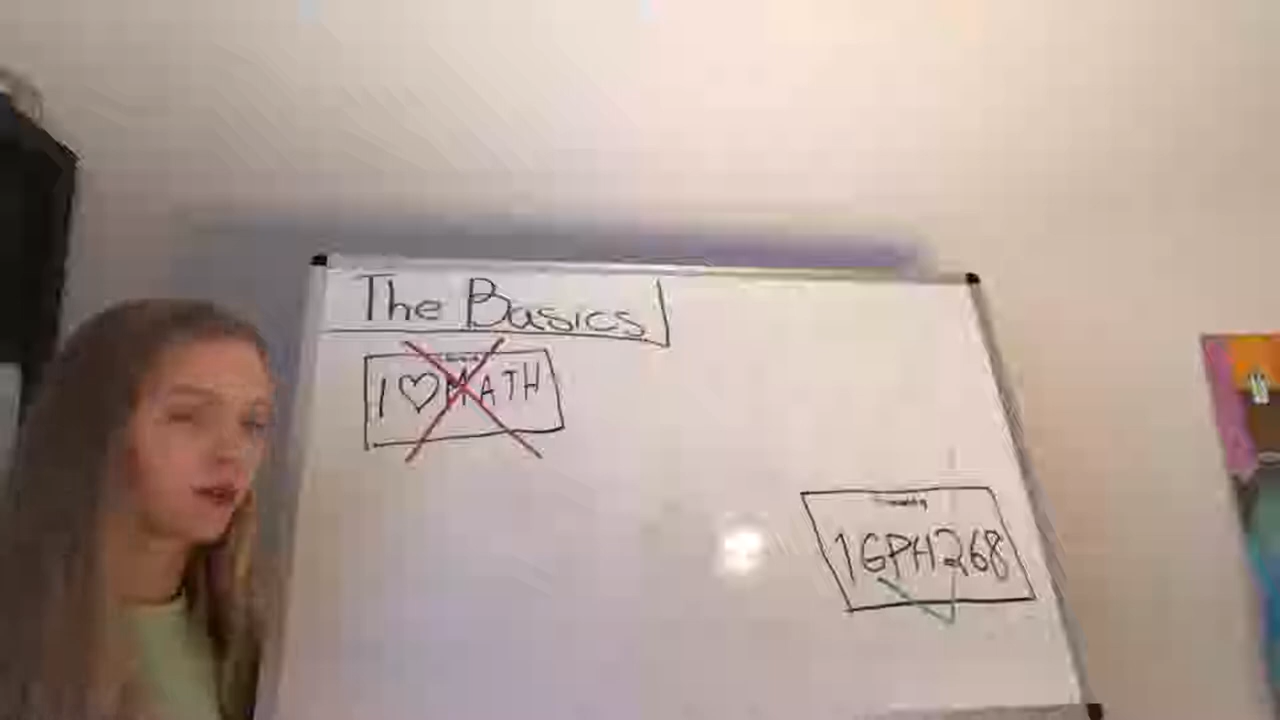 The Basics
I ♡ MATH
1GPH268